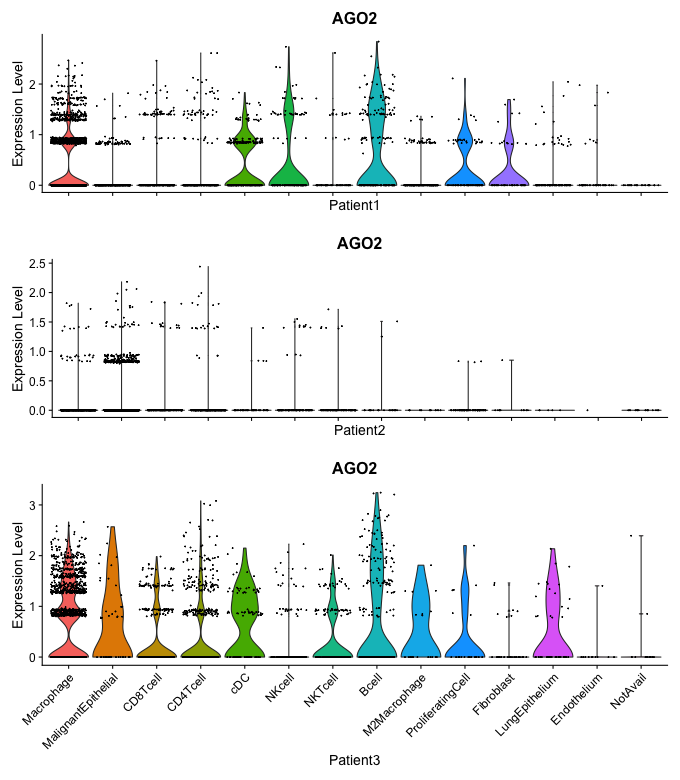 AGO2
Expression Level
2
1
0
Patient1
AGO2
Expression Level
2.5
2.0
1.5
1.0
0.5
0.0
Patient2
AGO2
Expression Level
3
2
1
0
Macrophage
MalignantEpithelial
CD8Tcell
CD4Tcell
cDC
NKcell
NKTcell
Bcell
M2Macrophage
ProliferatingCell
Fibroblast
LungEpithelium
Endothelium
NotAvail
Patient3